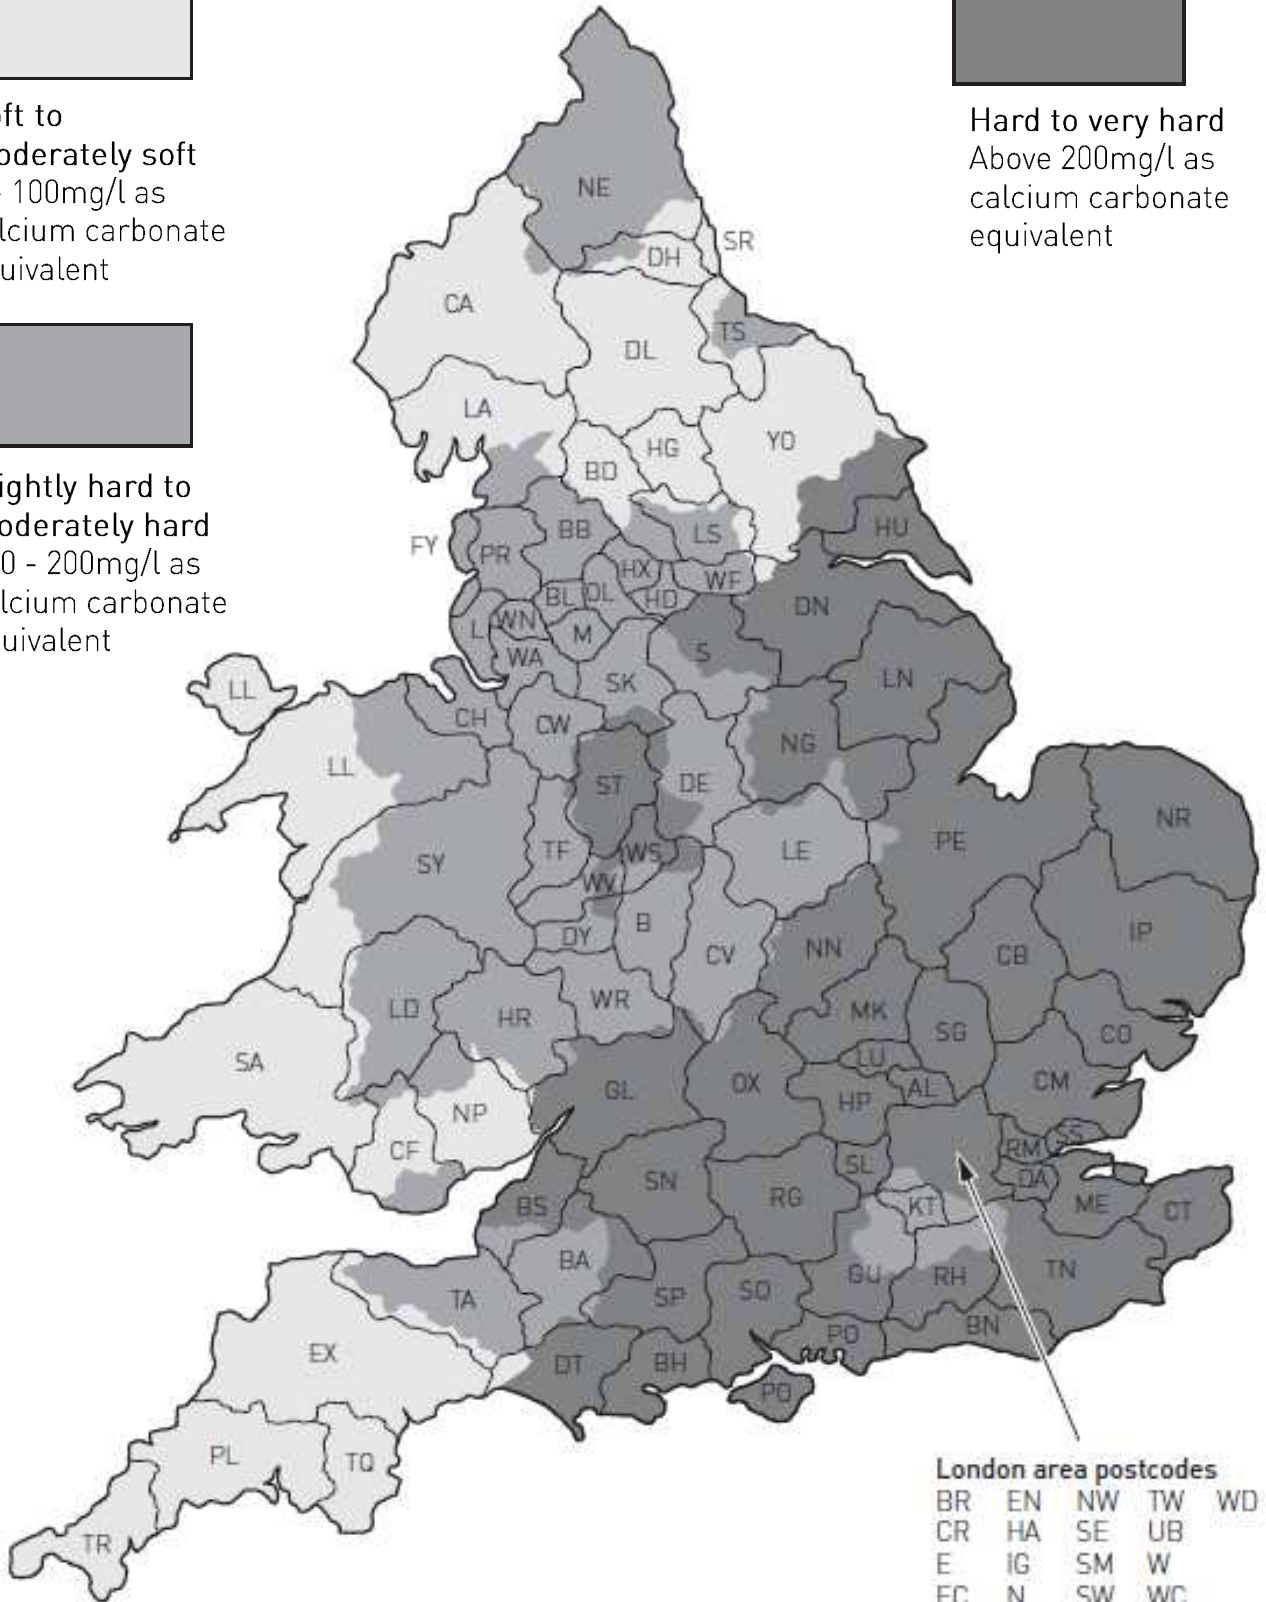 ft to
oderately soft
- 100mg/l as
lcium carbonate
uivalent
Hard to very hard
Above 200mg/l as
calcium carbonate
equivalent
ightly hard to
oderately hard
0 - 200mg/l as
lcium carbonate
uivalent
NE
SR
DH
CA
TS
DL
LA
YO
HG
BD
BB
LS
HU
FY
PR
HX
WF
BL
OL
HD
DN
WN
L
M
S
WA
SK
LN
LL
CH
CW
NG
LL
ST
DE
NR
PE
SY
TF
WS
LE
WV
B
IP
DY
CV
NN
CB
WR
LD
HR
MK
SG
CO
SA
LU
GL
OX
AL
CM
HP
NP
CF
RM
SS
SL
DA
SN
RG
KT
ME
CT
BS
BA
GU
RH
TN
TA
SP
SO
EX
PO
BN
DT
BH
PO
PL
TQ
TR
London area postcodes
BR EN NW TW WD
CR HA SE UB
E IG SM W
EC N SW WC